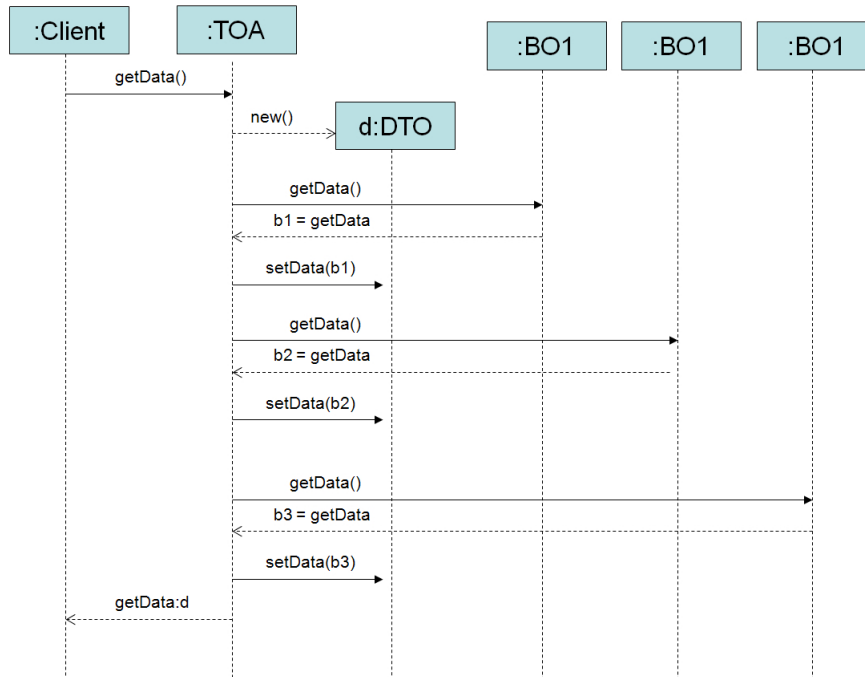 :Client
:TOA
:BO1
:BO1
:BO1
getData()
new()
d:DTO
getData()
b1 = getData
setData(b1)
getData()
b2 = getData
setData(b2)
getData()
b3 = getData
setData(b3)
getData:d